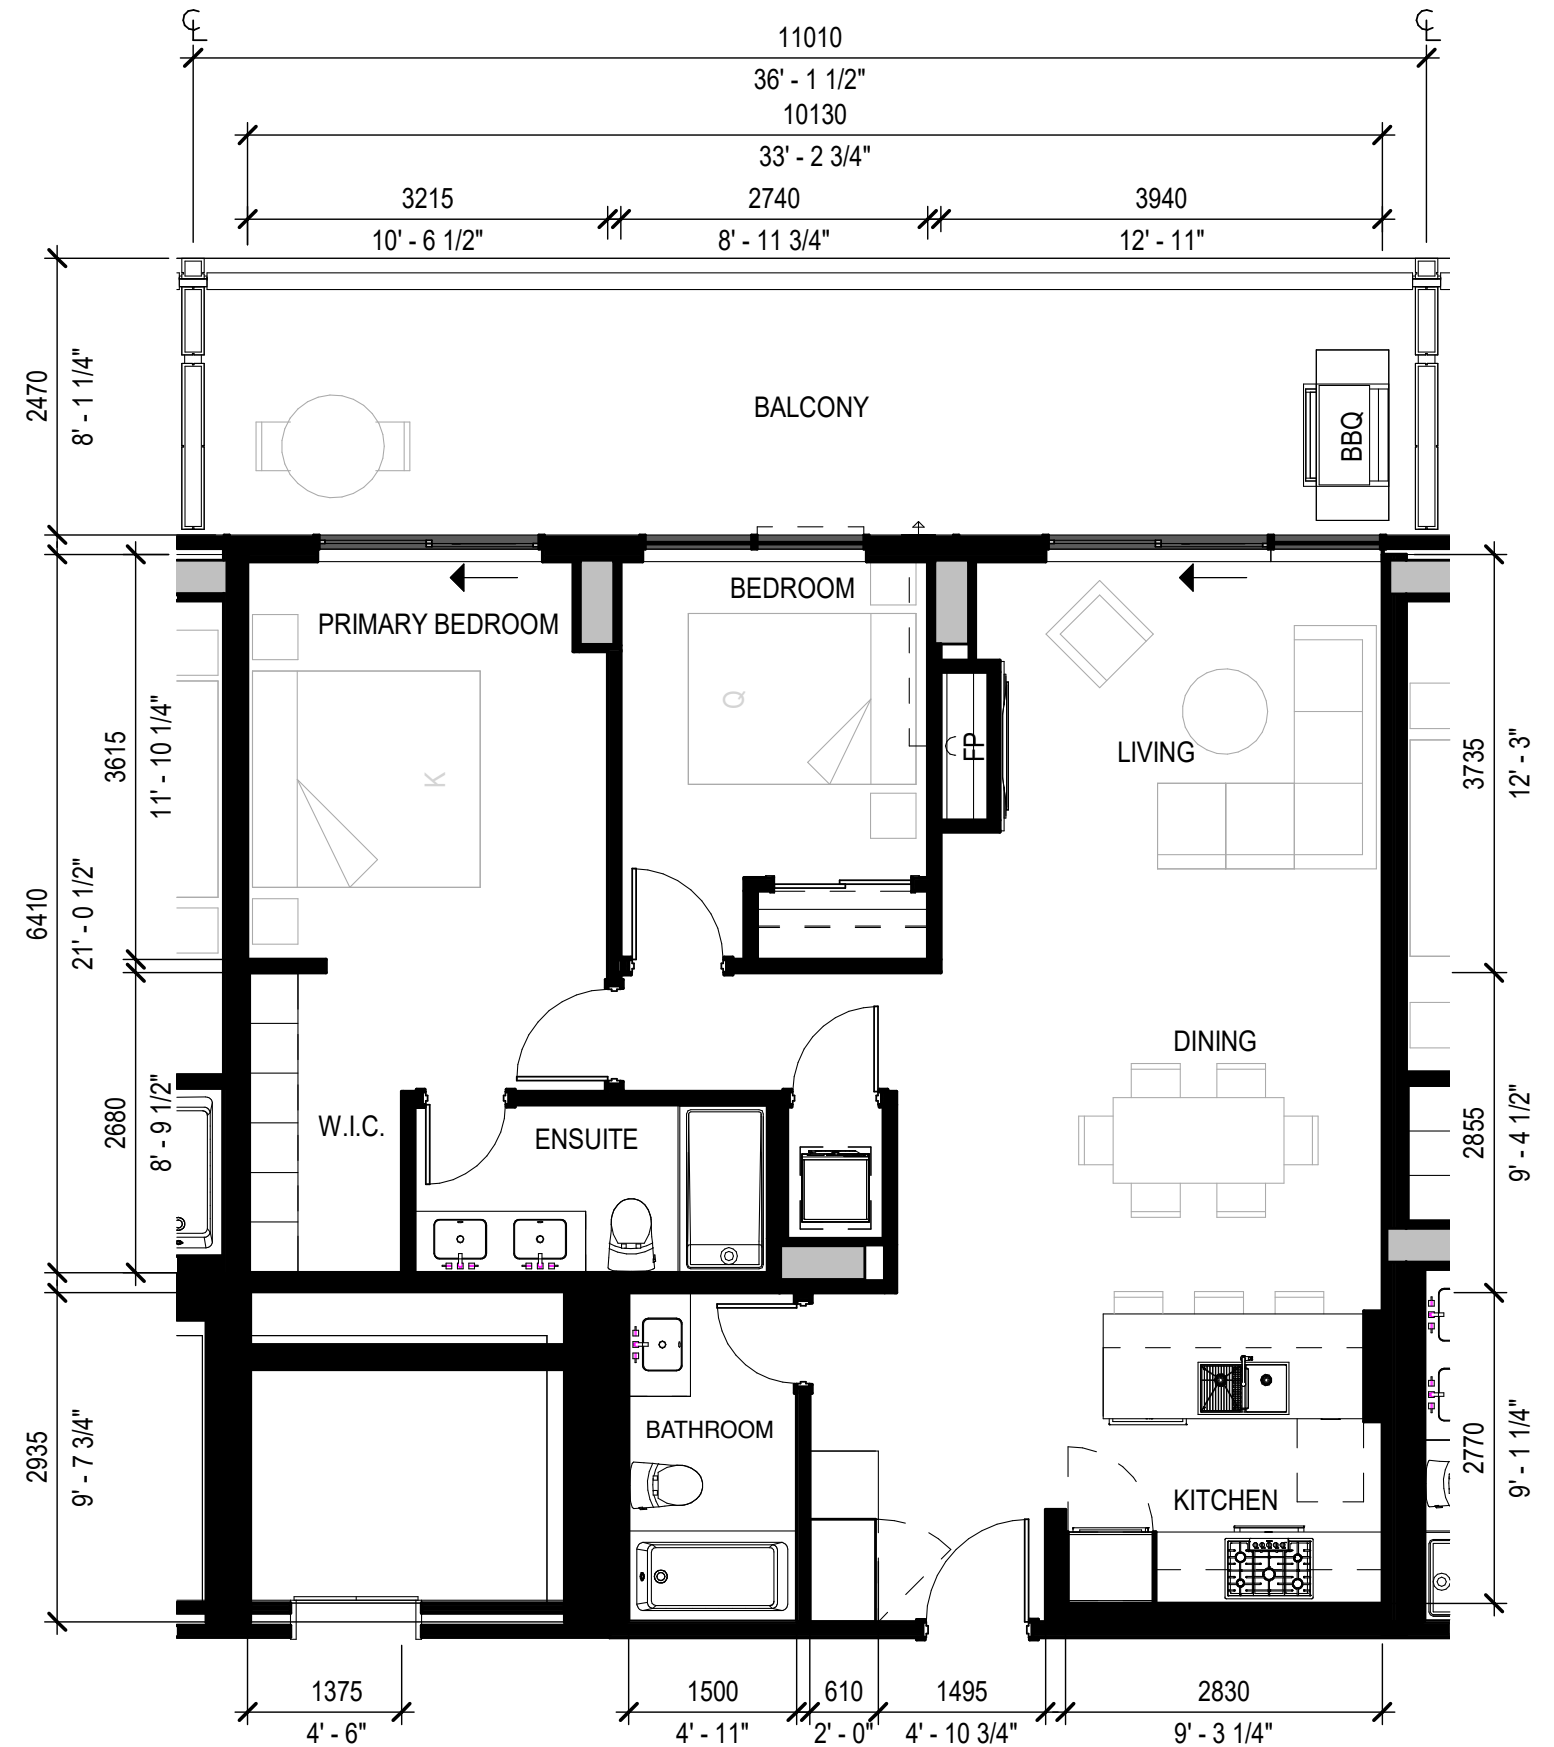 ℄
℄
11010
36' - 1 1/2"
10130
33' - 2 3/4"
3215
2740
3940
10' - 6 1/2"
8' - 11 3/4"
12' - 11"
2470
8' - 1 1/4"
BALCONY
BBQ
PRIMARY BEDROOM
BEDROOM
Q
K
FP
LIVING
3615
11' - 10 1/4"
3735
12' - 3"
6410
21' - 0 1/2"
DINING
2680
8' - 9 1/2"
W.I.C.
ENSUITE
2855
9' - 4 1/2"
2935
9' - 7 3/4"
BATHROOM
KITCHEN
2770
9' - 1 1/4"
1375
1500
610
1495
2830
4' - 6"
4' - 11"
2' - 0"
4' - 10 3/4"
9' - 3 1/4"